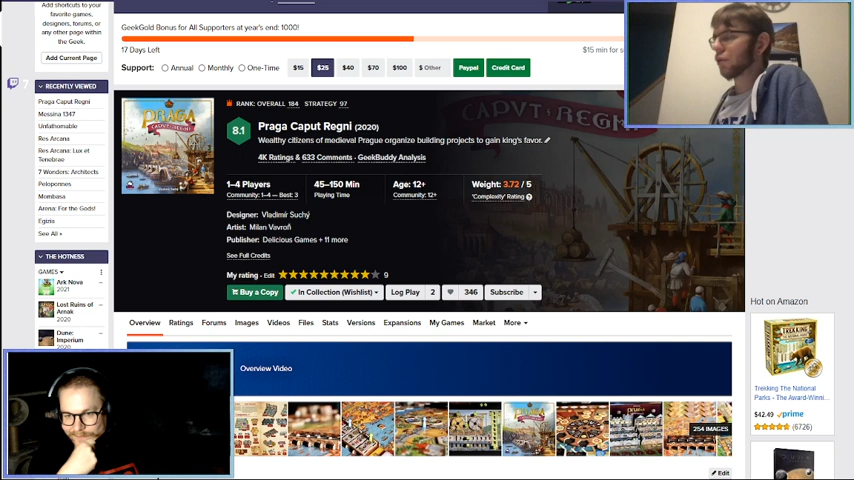 Add shortcuts to your
favorite games,
designers, forums, or
any other page within
the Geek.
Add Current Page
RECENTLY VIEWED
Praga Caput Regni
Messina 1347
Unfathomable
Res Arcana
Res Arcana: Lux et
Tenebrae
7 Wonders: Architects
Peloponnes
Mombasa
Arena: For the Gods!
Egizia
See All »
THE HOTNESS
GAMES
Ark Nova
2021
Lost Ruins of
Arnak
2020
Dune:
Imperium
2020
GeekGold Bonus for All Supporters at year's end: 1000!
17 Days Left
$15 min for
Support:
Annual
Monthly
One-Time
$15
$25
$40
$70
$100
$ Other
Paypal
Credit Card
PRAGA
CAPUT REGNI
RANK: OVERALL 184 STRATEGY 97
8.1
Praga Caput Regni (2020)
Wealthy citizens of medieval Prague organize building projects to gain king's favor.
4K Ratings & 633 Comments · GeekBuddy Analysis
1–4 Players
Community: 1–4 — Best: 3
45–150 Min
Playing Time
Age: 12+
Community: 12+
Weight: 3.72 / 5
'Complexity' Rating
Designer: Vladimír Suchý
Artist: Milan Vavroň
Publisher: Delicious Games + 11 more
See Full Credits
My rating · Edit
9
Buy a Copy
In Collection (Wishlist)
Log Play
2
346
Subscribe
Overview
Ratings
Forums
Images
Videos
Files
Stats
Versions
Expansions
My Games
Market
More
Overview Video
254 IMAGES
Edit
Hot on Amazon
TREKKING
Trekking The National
Parks - The Award-Winni...
$42.49 prime
(6726)